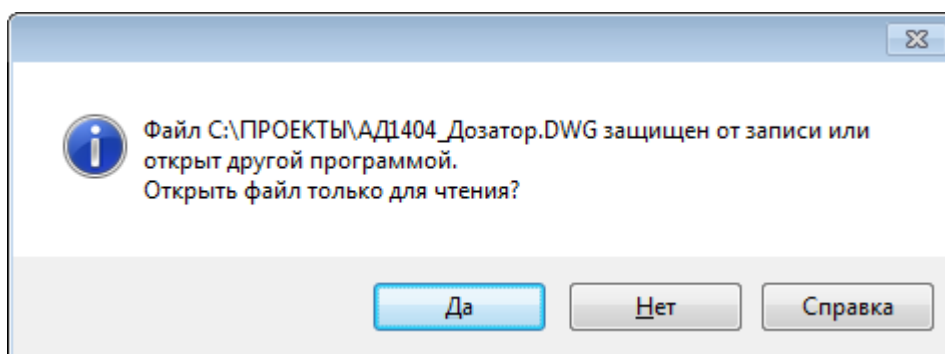 Файл C:\ПРОЕКТЫ\АД1404_Дозатор.DWG защищен от записи или
открыт другой программой.
Открыть файл только для чтения?
Да Нет Справка